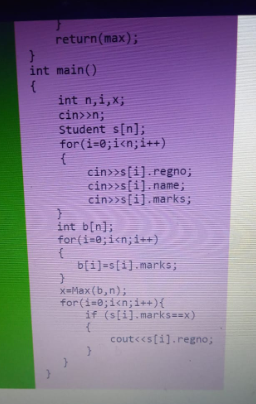 }
return(max);
}
int main()
{
int n,i,x;
cin>>n;
Student s[n];
for(i=0;i<n;i++)
{
cin>>s[i].regno;
cin>>s[i].name;
cin>>s[i].marks;
}
int b[n];
for(i=0;i<n;i++)
{
b[i]=s[i].marks;
}
x=Max(b,n);
for(i=0;i<n;i++){
if (s[i].marks==x)
{
cout<<s[i].regno;
}
}
}